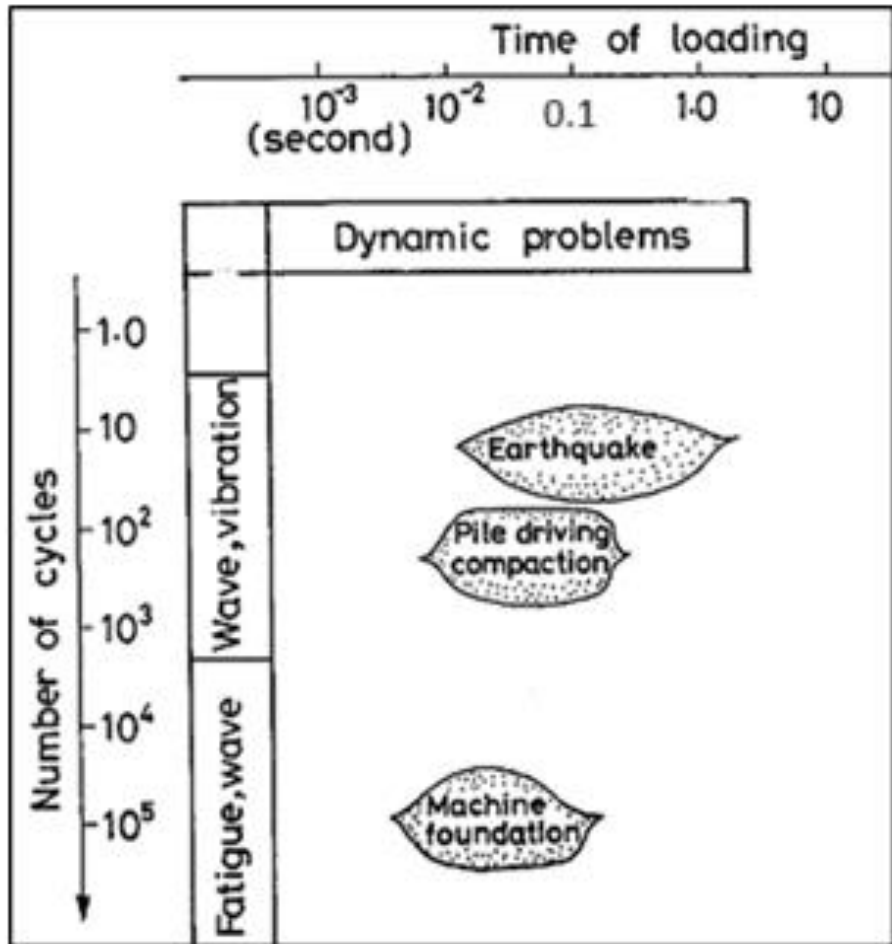 Time of loading
10⁻³ 10⁻² 0.1 1·0 10
(second)
Dynamic problems
Number of cycles
1·0
10
10²
10³
10⁴
10⁵
Wave, vibration
Fatigue, wave
Earthquake
Pile driving
compaction
Machine
foundation